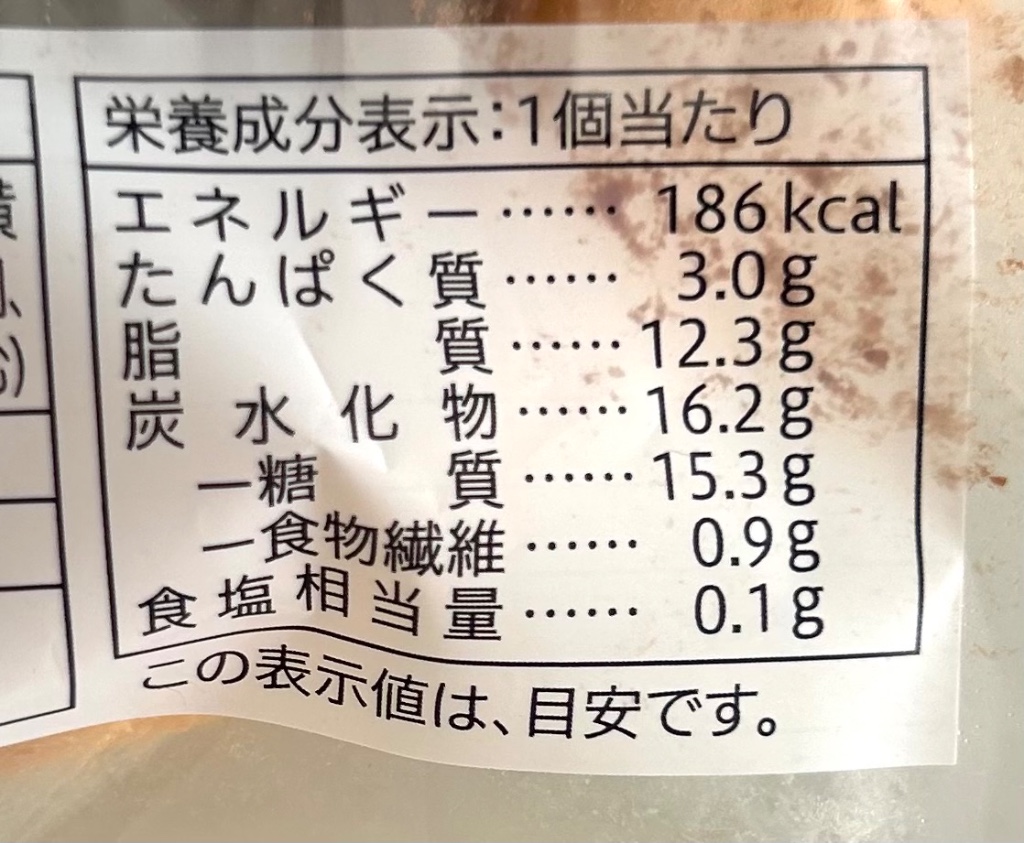 栄養成分表示:1個当たり
エネルギー……186kcal
たんぱく質……3.0g
脂質……12.3g
炭水化物……16.2g
―糖質……15.3g
―食物繊維……0.9g
食塩相当量……0.1g
この表示値は、目安です。